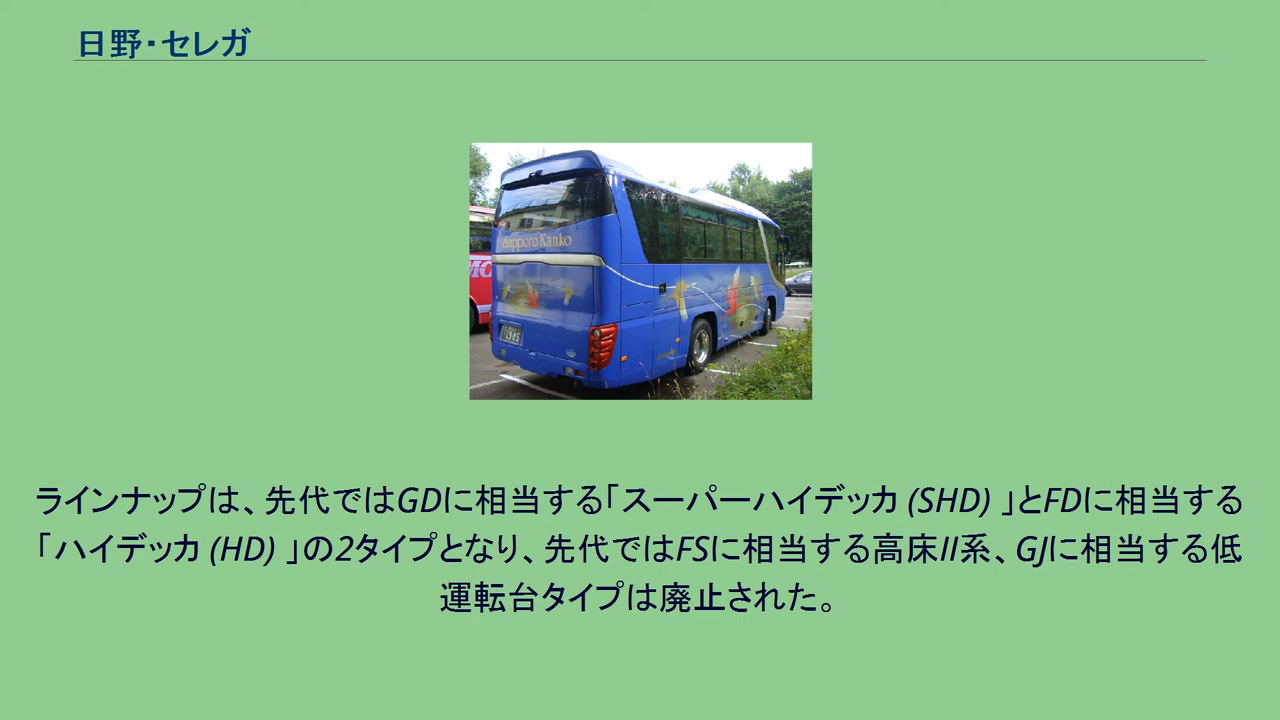 日野・セレガ
Sapporo Kanko
ラインナップは、先代ではGDに相当する「スーパーハイデッカ (SHD) 」とFDに相当する
「ハイデッカ (HD) 」の2タイプとなり、先代ではFSに相当する高床II系、GJに相当する低
運転台タイプは廃止された。